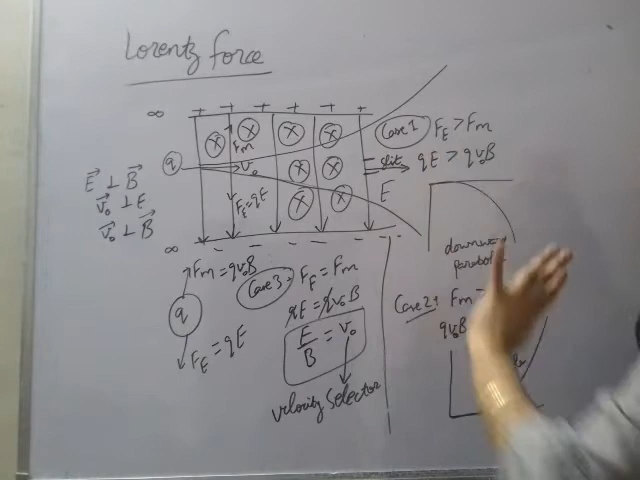 Lorentz force
∞ + + + + + +
ⓧ ⓧ ⓧ ⓧ
Fm
Case 1 F_E > Fm
q v₀ slit qE > qv₀B
ⓧ ⓧ
E⃗ ⊥ B⃗
v⃗₀ ⊥ E
v⃗₀ ⊥ B⃗
F_E = qE ⓧ ⓧ E
∞ - - - - - - -
downward
Fm = qv₀B
Case 3 - F_E = Fm
qE = qv₀B
q
E/B = v₀
F_E = qE
velocity selector
Case 2 : Fm
qv₀B